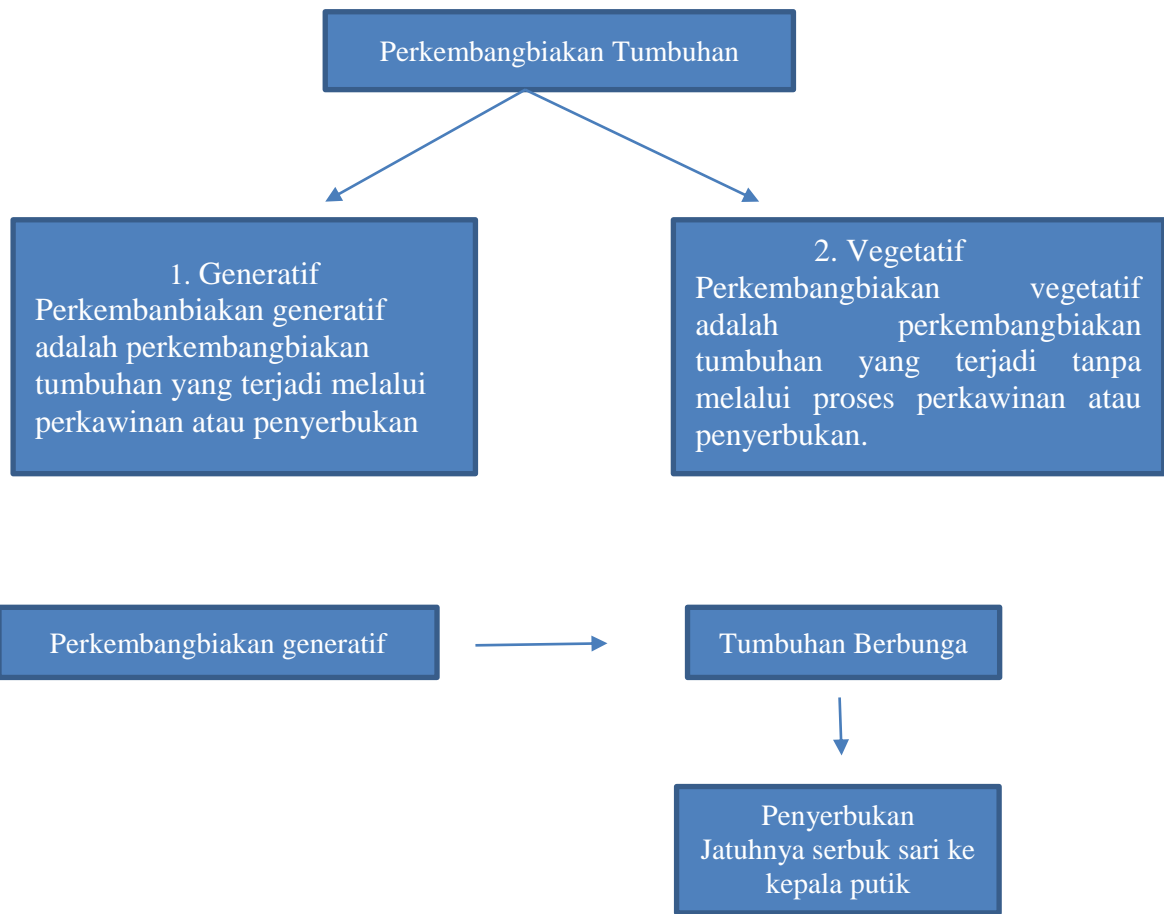 Perkembangbiakan Tumbuhan
1. Generatif
Perkembanbiakan generatif
adalah perkembangbiakan
tumbuhan yang terjadi melalui
perkawinan atau penyerbukan
2. Vegetatif
Perkembangbiakan vegetatif
adalah perkembangbiakan
tumbuhan yang terjadi tanpa
melalui proses perkawinan atau
penyerbukan.
Perkembangbiakan generatif
Tumbuhan Berbunga
Penyerbukan
Jatuhnya serbuk sari ke
kepala putik